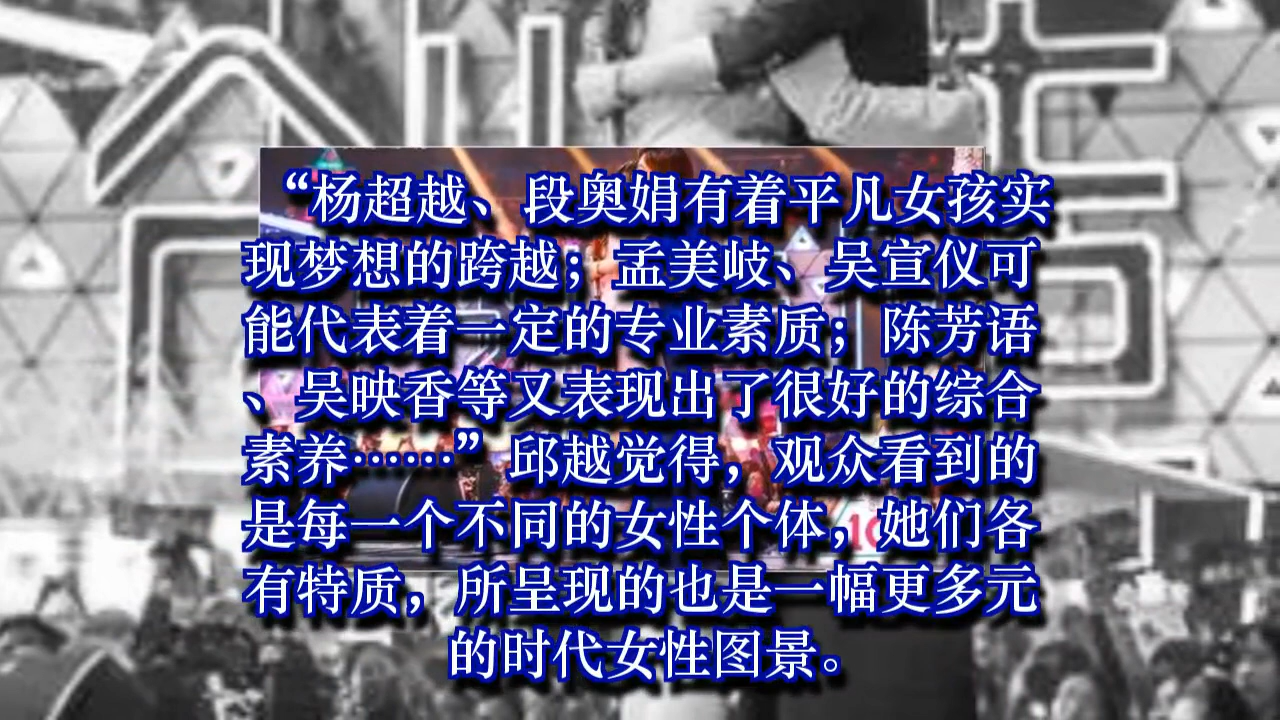 “杨超越、段奥娟有着平凡女孩实
现梦想的跨越；孟美岐、吴宣仪可
能代表着一定的专业素质；陈芳语
、吴映香等又表现出了很好的综合
素养……”邱越觉得，观众看到的
是每一个不同的女性个体，她们各
有特质，所呈现的也是一幅更多元
的时代女性图景。